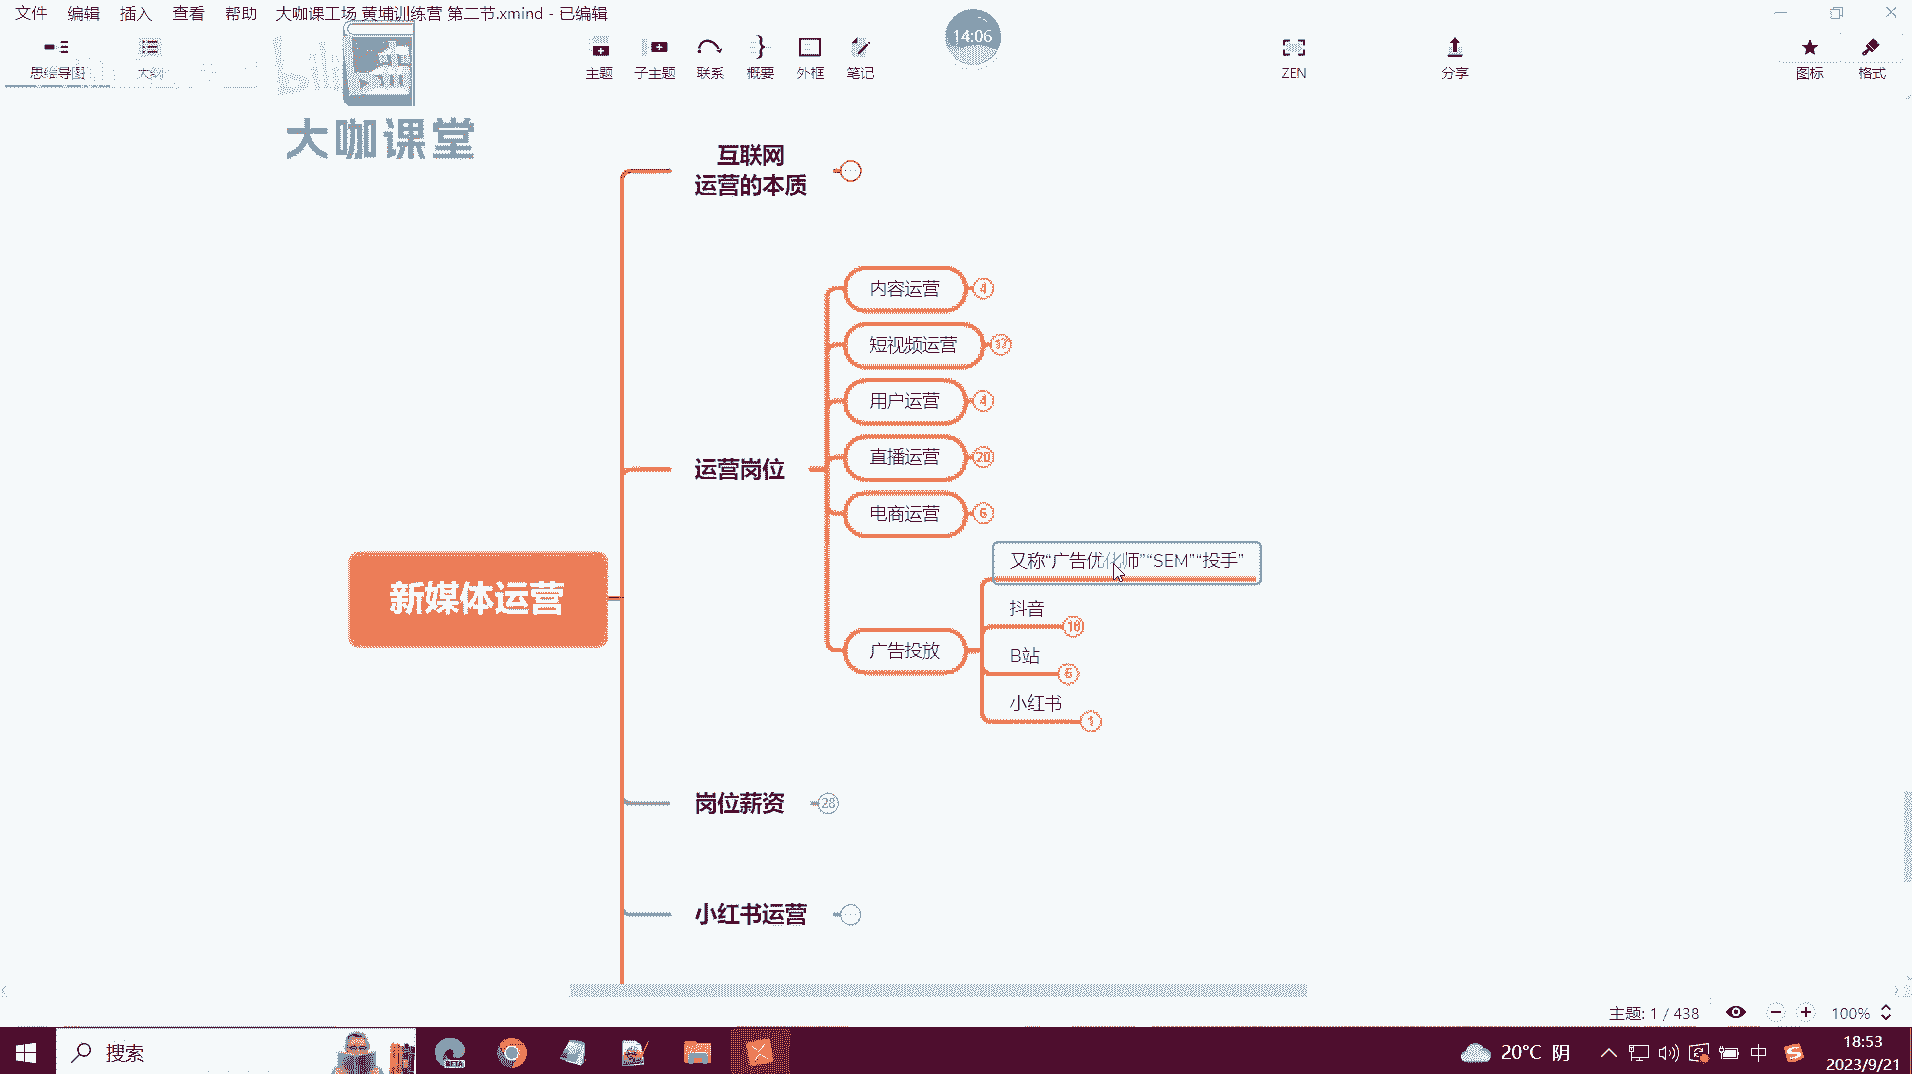 文件 编辑 插入 查看 帮助 大咖课工场 黄埔训练营 第二节.xmind - 已编辑
思维导图 大纲 主题 子主题 联系 概要 外框 笔记 14:06 ZEN 分享 图标 格式
大咖课堂
互联网
运营的本质
内容运营 4
短视频运营 17
用户运营 4
直播运营 20
运营岗位
电商运营 6
又称“广告优化师”“SEM”“投手”
新媒体运营
抖音
广告投放
B站 6
小红书 1
岗位薪资 28
小红书运营
主题: 1 / 438 100%
搜索 BETA 20°C 阴 中 18:53
2023/9/21